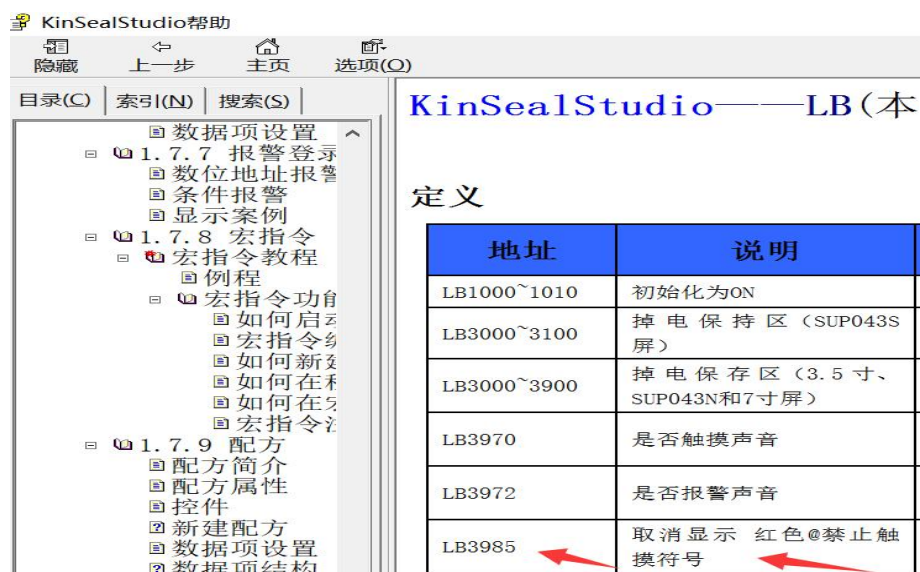 KinSealStudio帮助
隐藏 上一步 主页 选项(O)
目录(C) 索引(N) 搜索(S)
数据项设置
1.7.7 报警登录
数位地址报警
条件报警
显示案例
1.7.8 宏指令
宏指令教程
例程
宏指令功能
如何启动
宏指令
如何新建
如何在
如何在
宏指令
1.7.9 配方
配方简介
配方属性
控件
新建配方
数据项设置
数据项结构
KinSealStudio——LB(本
定义
地址 说明
LB1000~1010 初始化为ON
LB3000~3100 掉电保持区（SUP043S
屏）
LB3000~3900 掉电保存区（3.5寸、
SUP043N和7寸屏）
LB3970 是否触摸声音
LB3972 是否报警声音
LB3985 取消显示 红色@禁止触
摸符号